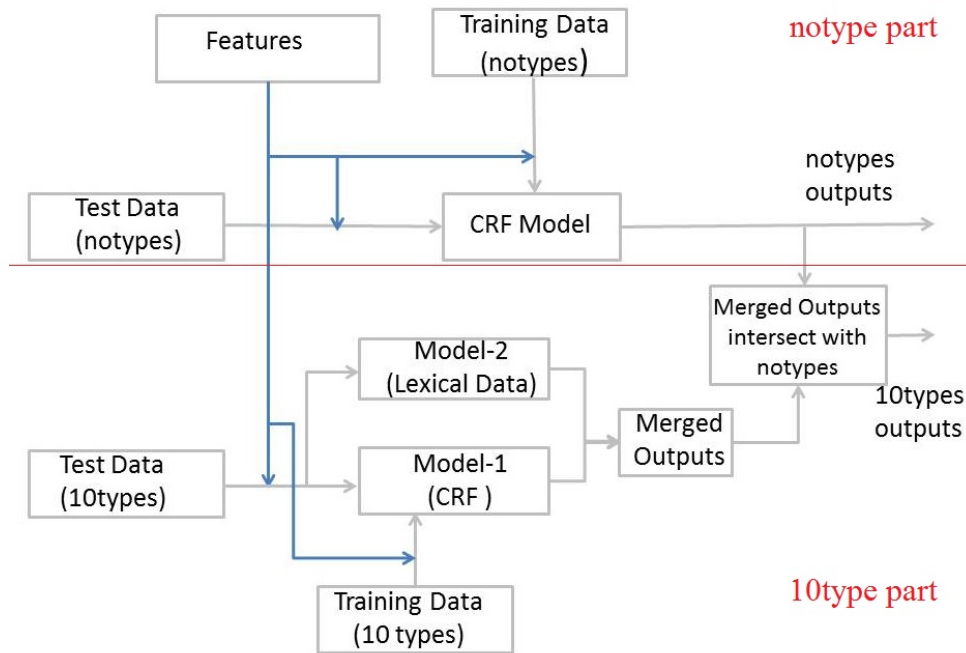 Features
Training Data
(notypes)
notype part
notypes
outputs
Test Data
(notypes)
CRF Model
Merged Outputs
intersect with
notypes
Model-2
(Lexical Data)
10types
outputs
Merged
Outputs
Test Data
(10types)
Model-1
(CRF )
Training Data
(10 types)
10type part